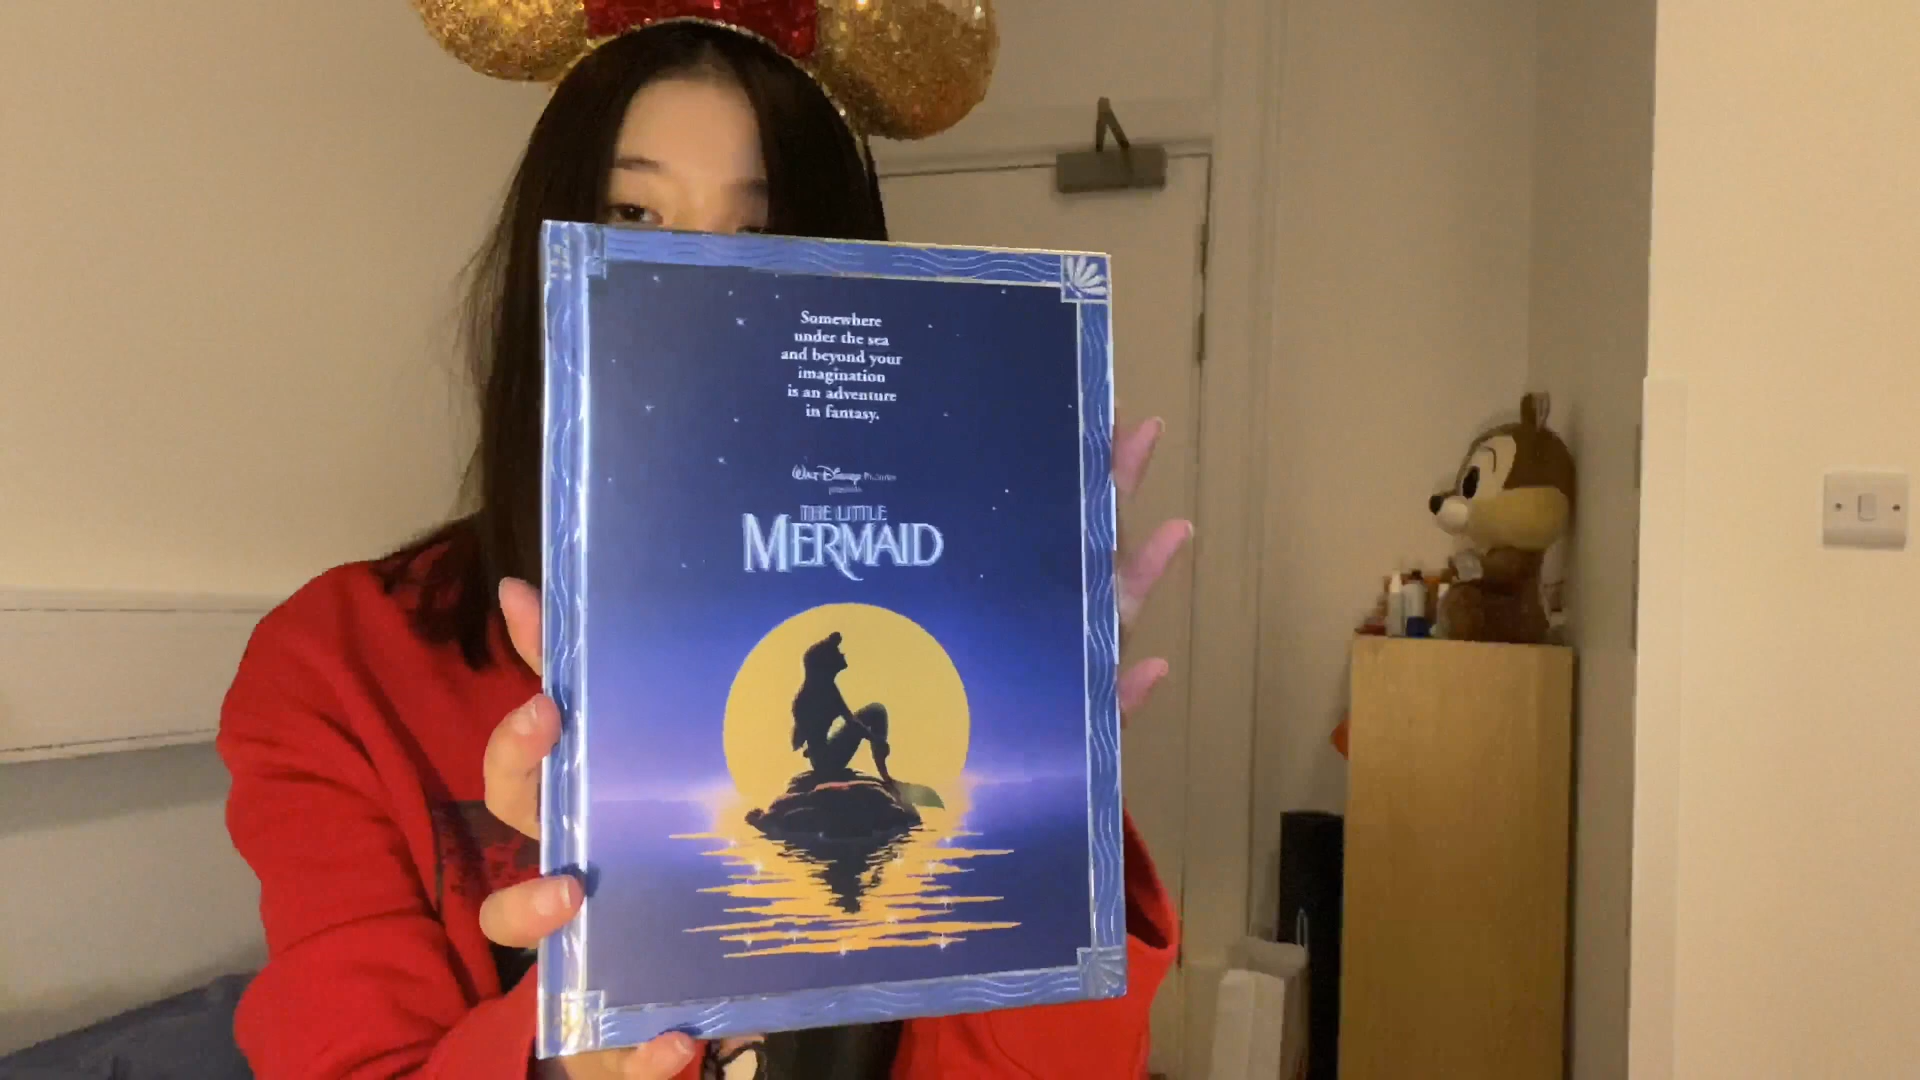 Somewhere
under the sea
and beyond your
imagination
is an adventure
in fantasy.
WALT DISNEY PICTURES
presents
THE LITTLE
MERMAID